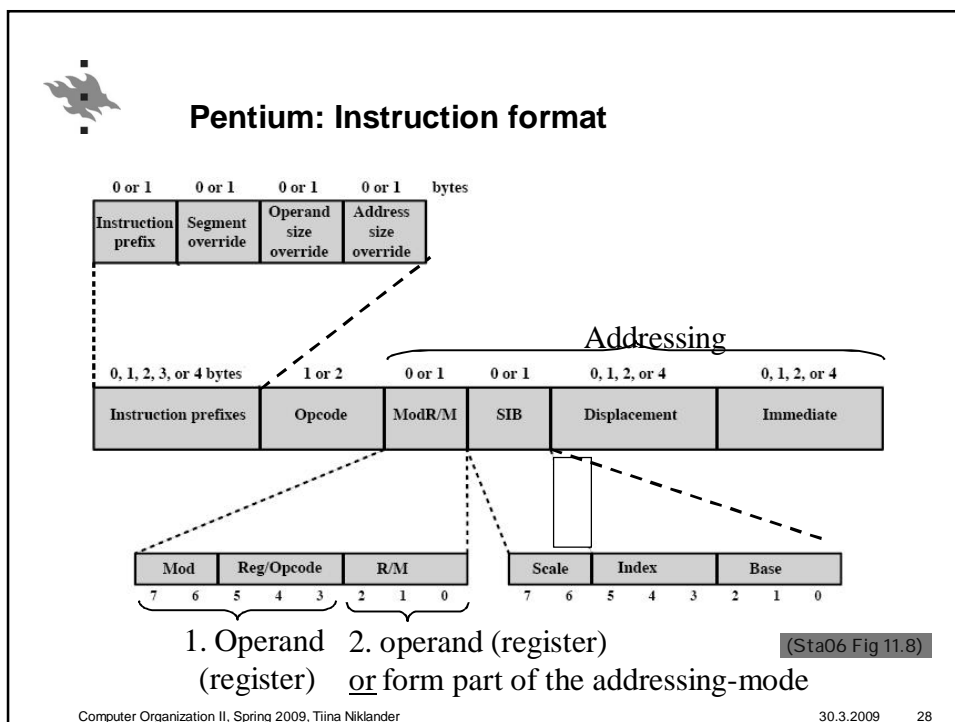 Pentium: Instruction format
0 or 1 0 or 1 0 or 1 0 or 1 bytes
Instruction prefix Segment override Operand size override Address size override
Addressing
0, 1, 2, 3, or 4 bytes 1 or 2 0 or 1 0 or 1 0, 1, 2, or 4 0, 1, 2, or 4
Instruction prefixes Opcode ModR/M SIB Displacement Immediate
Mod Reg/Opcode R/M Scale Index Base
7 6 5 4 3 2 1 0 7 6 5 4 3 2 1 0
1. Operand 2. operand (register)
(register) or form part of the addressing-mode
(Sta06 Fig 11.8)
Computer Organization II, Spring 2009, Tiina Niklander 30.3.2009 28